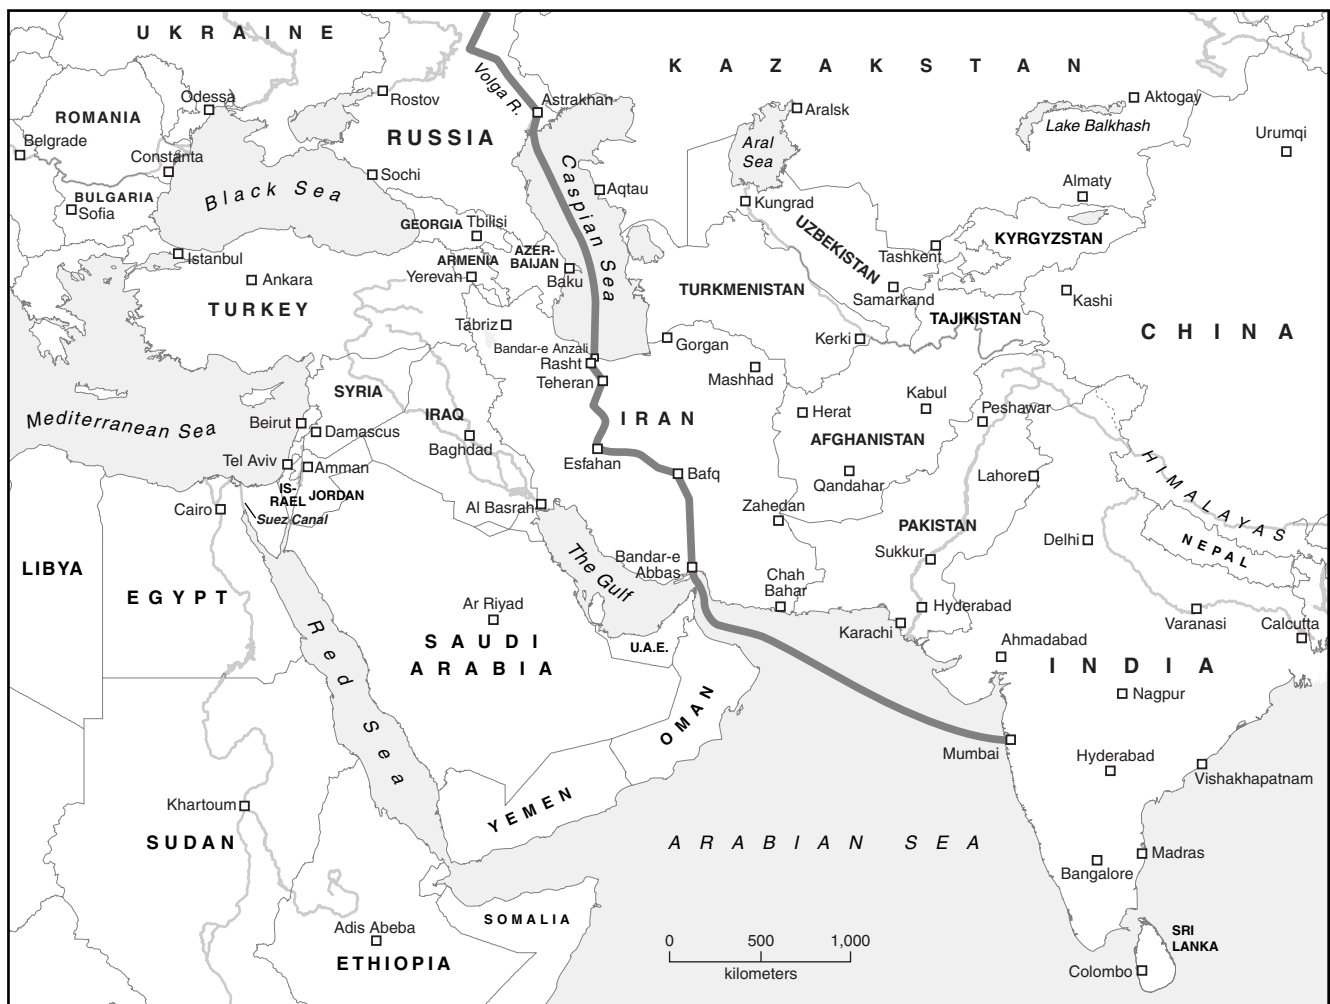 UKRAINE
KAZAKSTAN
Volga R.
Odessa
Rostov
Astrakhan
Aralsk
Aktogay
ROMANIA
Lake Balkhash
Belgrade
RUSSIA
Urumqi
Aral
Sea
Constanta
Caspian Sea
Sochi
Almaty
Aqtau
Black Sea
BULGARIA
Sofia
Kungrad
GEORGIA
Tbilisi
UZBEKISTAN
KYRGYZSTAN
Istanbul
ARMENIA
AZER-
BAIJAN
Tashkent
Yerevan
Baku
Ankara
TURKMENISTAN
Samarkand
Kashi
TURKEY
TAJIKISTAN
Tabriz
CHINA
Bandar-e Anzali
Gorgan
Kerki
Rasht
Teheran
Mashhad
SYRIA
Kabul
IRAQ
Herat
Peshawar
Mediterranean Sea
Beirut
IRAN
Damascus
AFGHANISTAN
Baghdad
Tel Aviv
Amman
Esfahan
Bafq
Lahore
HIMALAYAS
Qandahar
IS-
RAEL
JORDAN
Cairo
Suez Canal
Al Basrah
Zahedan
PAKISTAN
Delhi
NEPAL
Sukkur
Bandar-e
Abbas
LIBYA
The Gulf
Chah
Bahar
EGYPT
Ar Riyad
Hyderabad
Varanasi
Calcutta
Karachi
SAUDI
ARABIA
U.A.E.
Ahmadabad
INDIA
Red Sea
Nagpur
OMAN
Mumbai
Hyderabad
Vishakhapatnam
Khartoum
YEMEN
SUDAN
ARABIAN SEA
Madras
Bangalore
SOMALIA
Adis Abeba
ETHIOPIA
SRI
LANKA
0 500 1,000
kilometers
Colombo